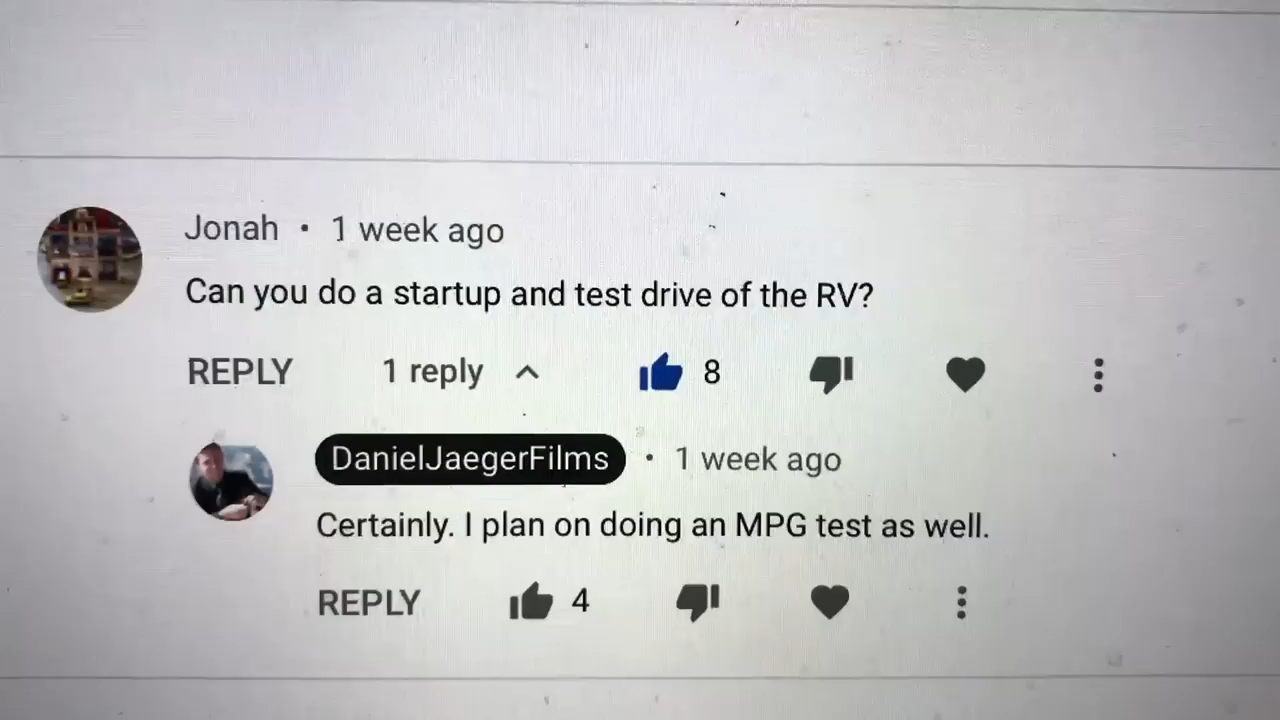 Jonah • 1 week ago
Can you do a startup and test drive of the RV?
REPLY 1 reply 8
DanielJaegerFilms • 1 week ago
Certainly. I plan on doing an MPG test as well.
REPLY 4